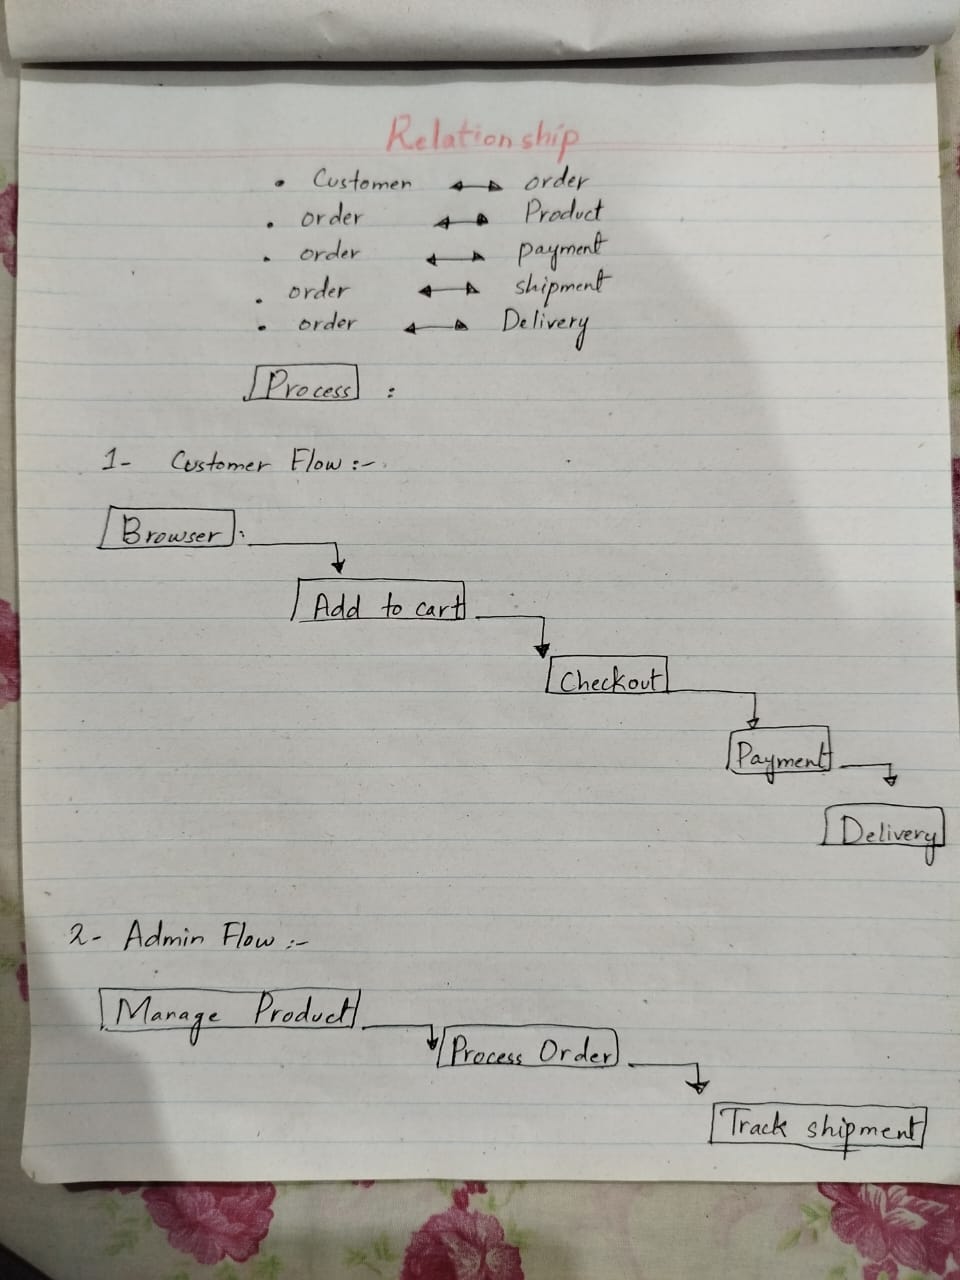 Relationship
• Customer ↔ order
• order ↔ Product
• order ↔ payment
• order ↔ shipment
• order ↔ Delivery
Process :
1- Customer Flow :-
Browser :
Add to cart
Checkout
Payment
Delivery
2- Admin Flow :-
Manage Product
Process Order
Track shipment